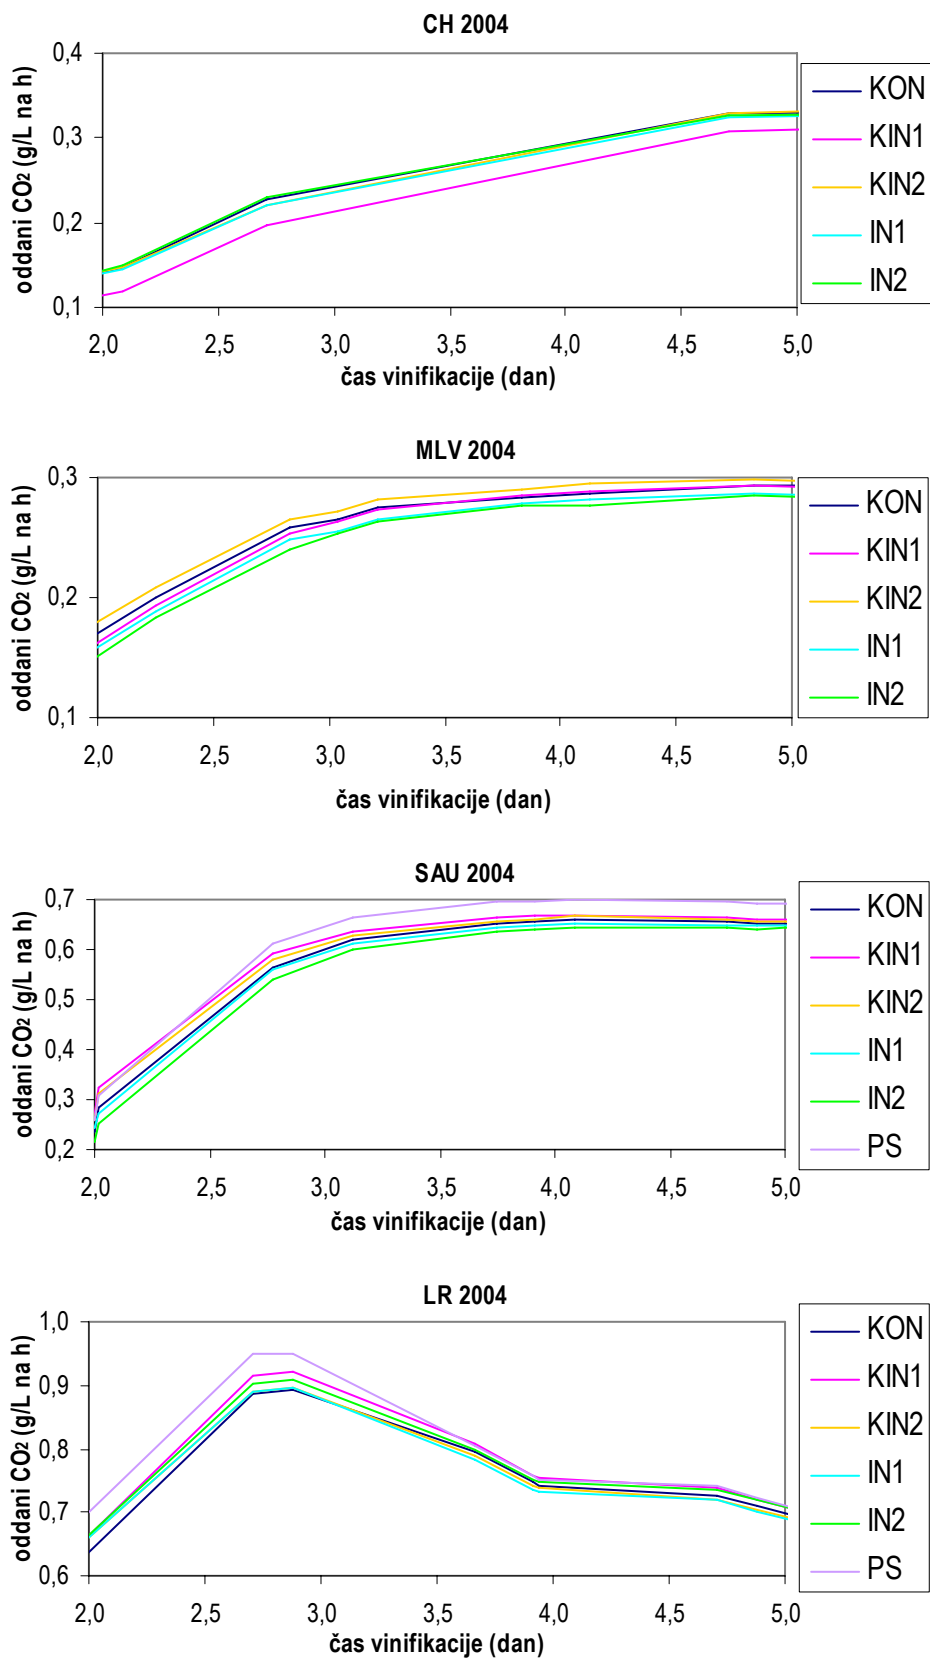 CH 2004
oddani CO2 (g/L na h)
0,4
0,3
0,2
0,1
2,0 2,5 3,0 3,5 4,0 4,5 5,0
čas vinifikacije (dan)
KON
KIN1
KIN2
IN1
IN2
MLV 2004
oddani CO2 (g/L na h)
0,3
0,2
0,1
2,0 2,5 3,0 3,5 4,0 4,5 5,0
čas vinifikacije (dan)
KON
KIN1
KIN2
IN1
IN2
SAU 2004
oddani CO2 (g/L na h)
0,7
0,6
0,5
0,4
0,3
0,2
2,0 2,5 3,0 3,5 4,0 4,5 5,0
čas vinifikacije (dan)
KON
KIN1
KIN2
IN1
IN2
PS
LR 2004
oddani CO2 (g/L na h)
1,0
0,9
0,8
0,7
0,6
2,0 2,5 3,0 3,5 4,0 4,5 5,0
čas vinifikacije (dan)
KON
KIN1
KIN2
IN1
IN2
PS